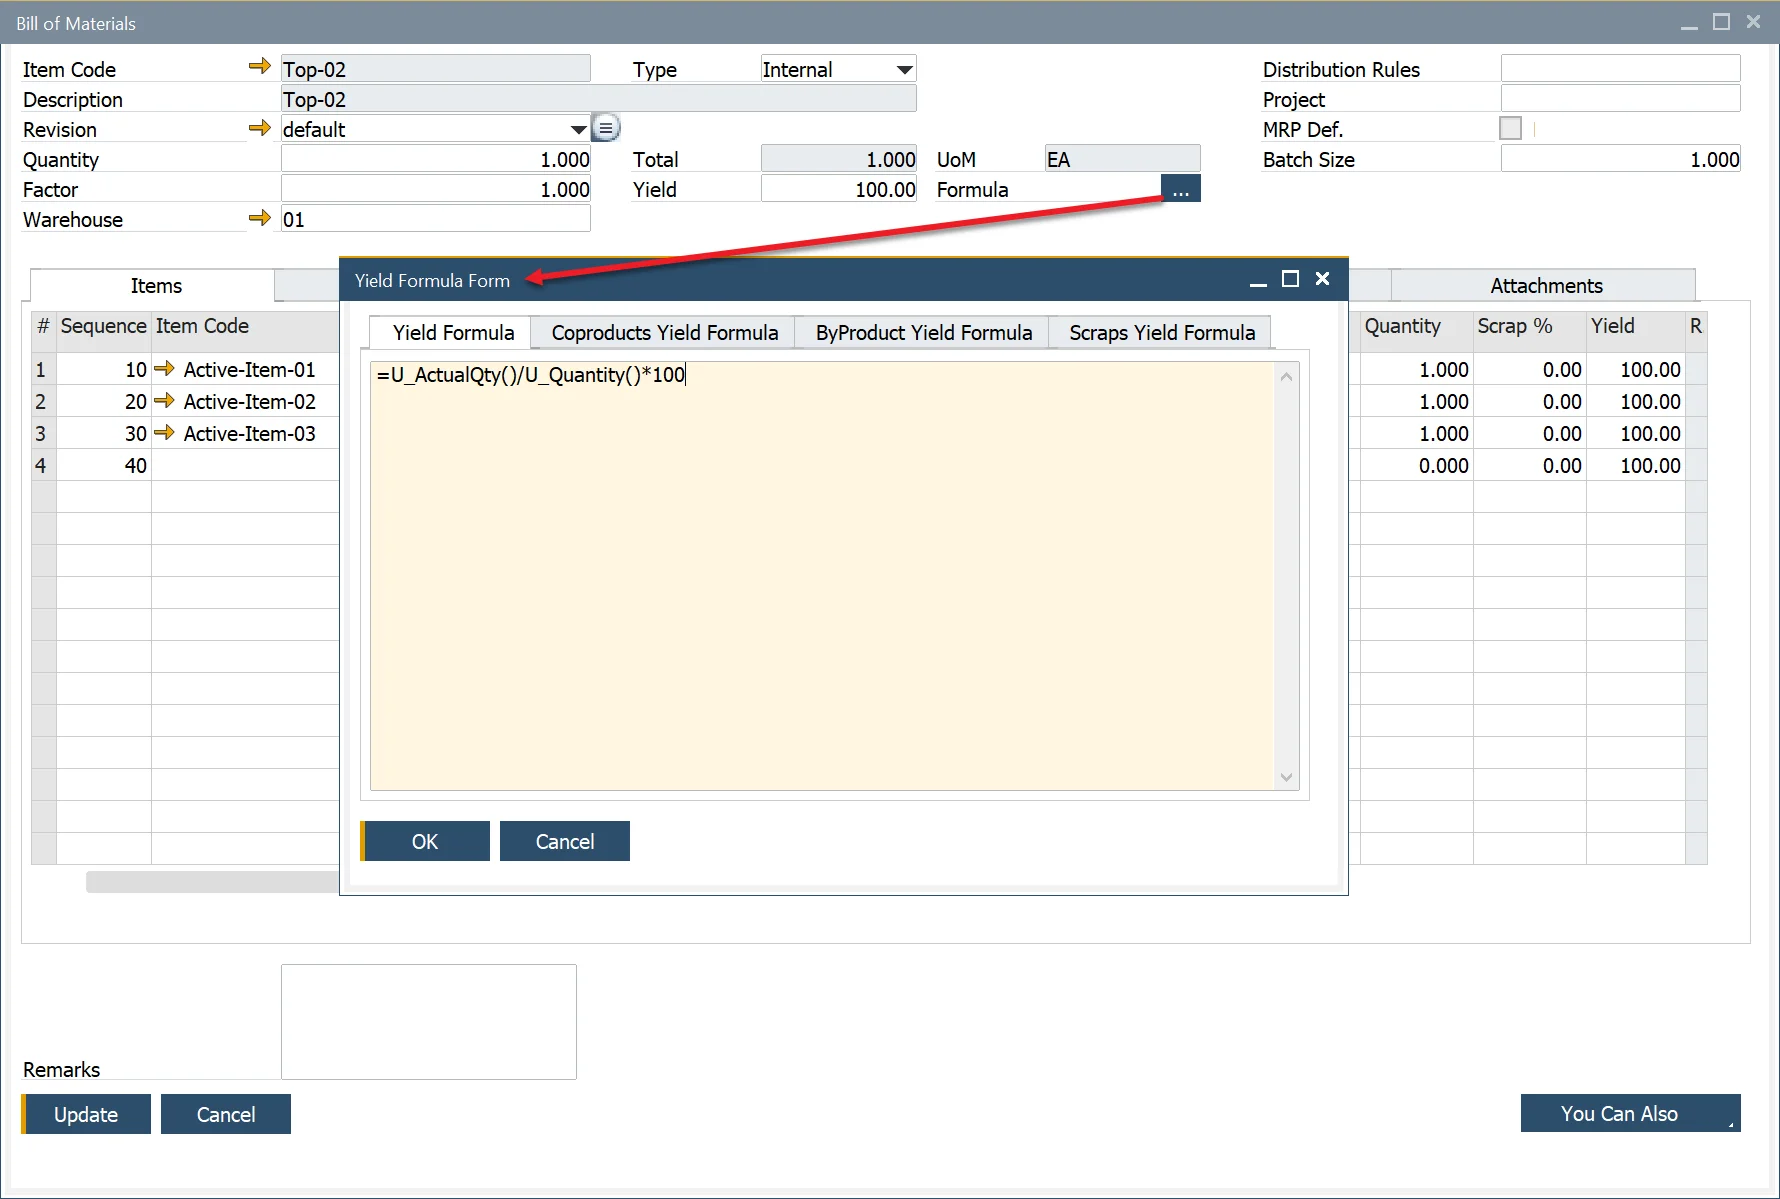 Bill of Materials
Item Code Top-02 Type Internal Distribution Rules
Description Top-02 Project
Revision default MRP Def.
Quantity 1.000 Total 1.000 UoM EA Batch Size 1.000
Factor 1.000 Yield 100.00 Formula ...
Warehouse 01
Items Attachments
Yield Formula Form
# Sequence Item Code Quantity Scrap % Yield R
1 10 Active-Item-01 1.000 0.00 100.00
2 20 Active-Item-02 1.000 0.00 100.00
3 30 Active-Item-03 1.000 0.00 100.00
4 40 0.000 0.00 100.00
Yield Formula Coproducts Yield Formula ByProduct Yield Formula Scraps Yield Formula
=U_ActualQty()/U_Quantity()*100
OK Cancel
Remarks
Update Cancel You Can Also